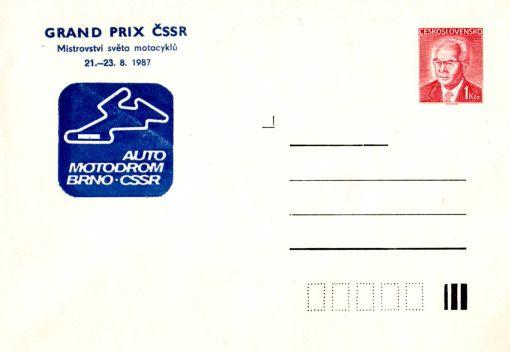 GRAND PRIX ČSSR
Mistrovství světa motocyklů
21.—23. 8. 1987
AUTO
MOTODROM
BRNO·ČSSR
ČESKOSLOVENSKO
1 Kčs